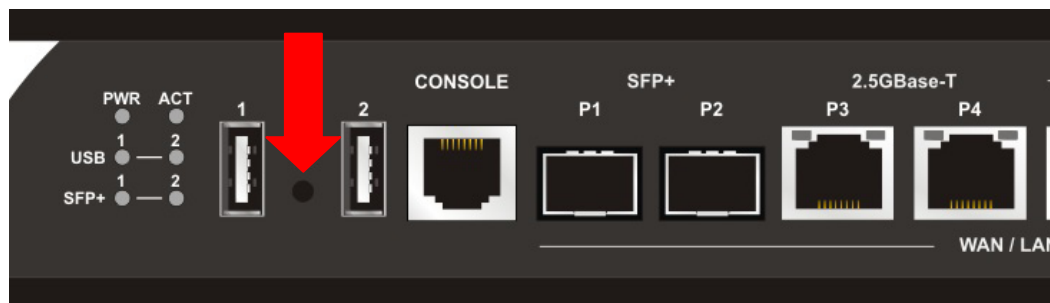 PWR ACT
1 2
USB
1 2
SFP+
1
2
CONSOLE
SFP+
P1 P2
2.5GBase-T
P3 P4
WAN / LAN